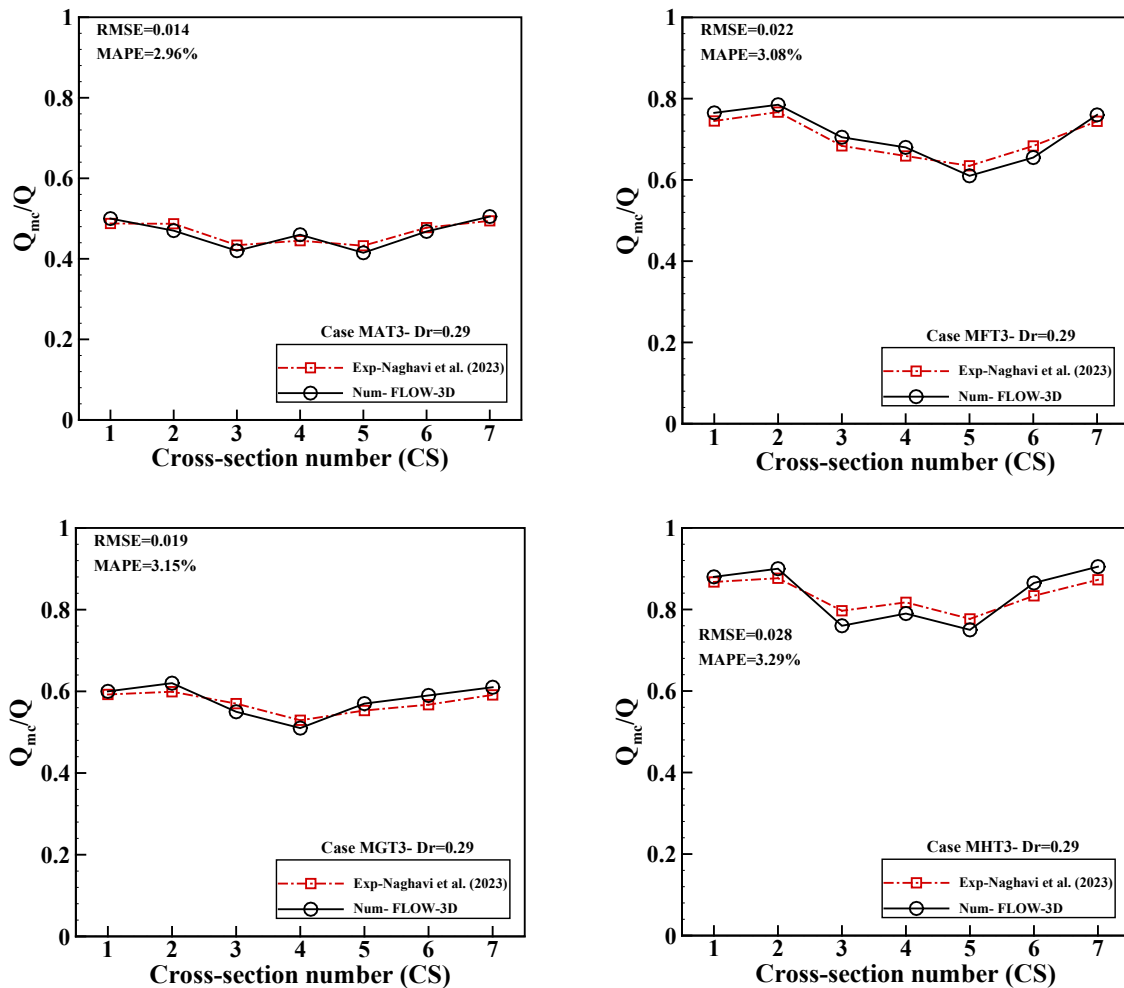 RMSE=0.014
MAPE=2.96%
1
0.8
0.6
0.4
0.2
0
Q_mc/Q
Case MAT3- Dr=0.29
Exp-Naghavi et al. (2023)
Num- FLOW-3D
1 2 3 4 5 6 7
Cross-section number (CS)
RMSE=0.022
MAPE=3.08%
1
0.8
0.6
0.4
0.2
0
Q_mc/Q
Case MFT3- Dr=0.29
Exp-Naghavi et al. (2023)
Num- FLOW-3D
1 2 3 4 5 6 7
Cross-section number (CS)
RMSE=0.019
MAPE=3.15%
1
0.8
0.6
0.4
0.2
0
Q_mc/Q
Case MGT3- Dr=0.29
Exp-Naghavi et al. (2023)
Num- FLOW-3D
1 2 3 4 5 6 7
Cross-section number (CS)
1
0.8
0.6
0.4
0.2
0
Q_mc/Q
RMSE=0.028
MAPE=3.29%
Case MHT3- Dr=0.29
Exp-Naghavi et al. (2023)
Num- FLOW-3D
1 2 3 4 5 6 7
Cross-section number (CS)